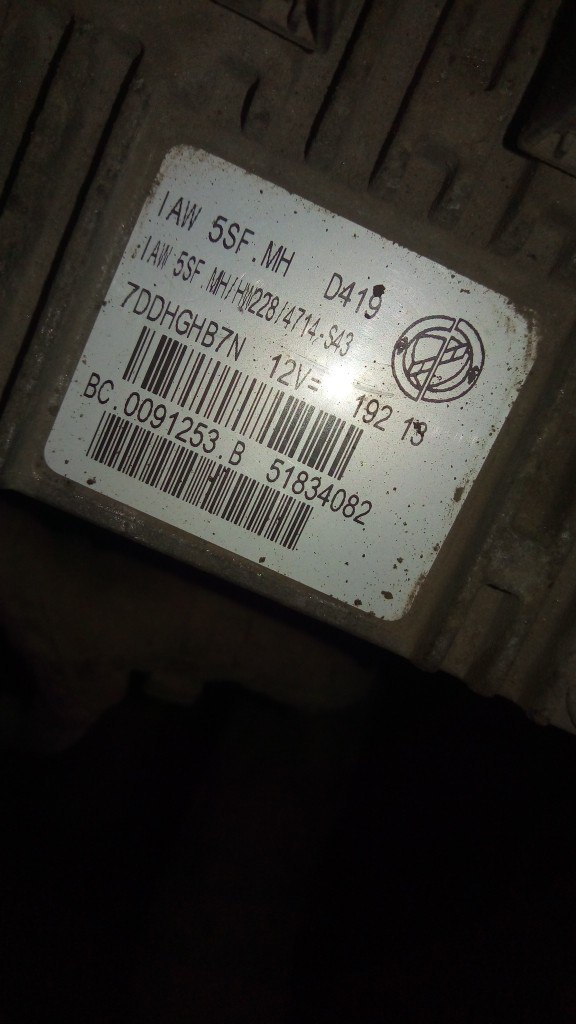 IAW 5SF.MH D419
IAW 5SF MH/HW228/4714-S43
7DDHGHB7N 12V= 192 13
BC.0091253.B 51834082